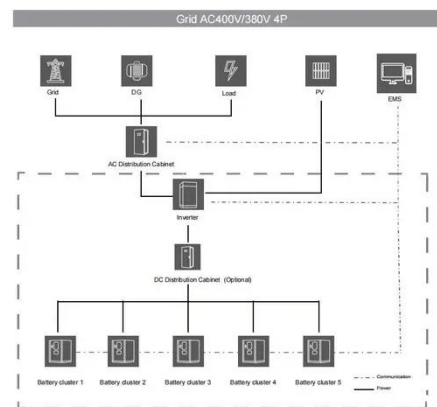 Grid AC400V/380V 4P
Grid
DG
Load
PV
EMS
AC Distribution Cabinet
Inverter
DC Distribution Cabinet (Optional)
Battery cluster 1
Battery cluster 2
Battery cluster 3
Battery cluster 4
Battery cluster 5
Communication
Power